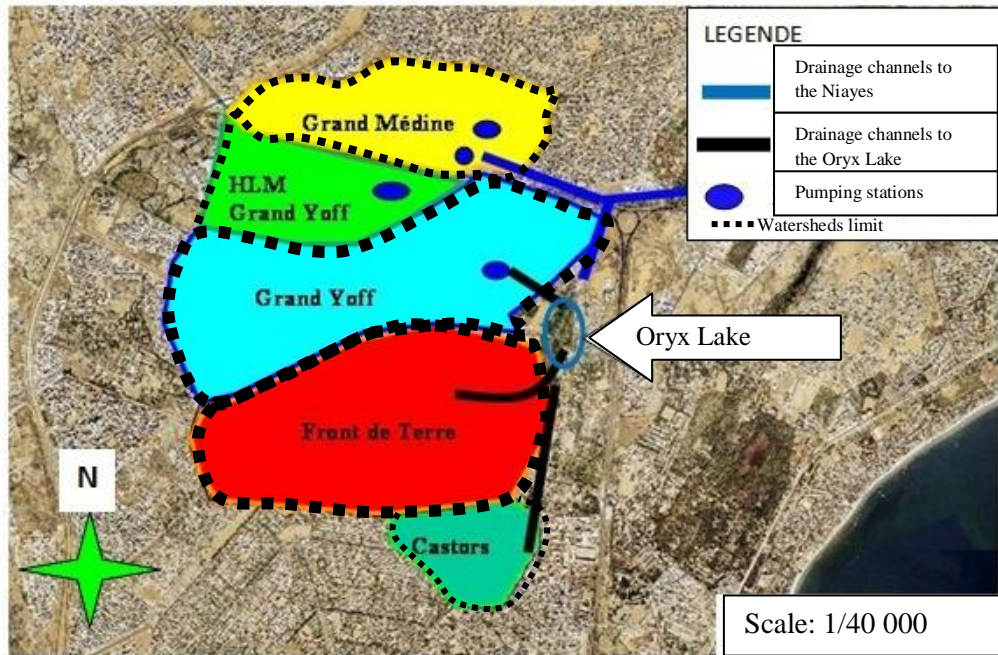 LEGENDE
Drainage channels to
the Niayes
Drainage channels to
the Oryx Lake
Pumping stations
Watersheds limit
Grand Médine
HLM
Grand Yoff
Grand Yoff
Oryx Lake
Front de Terre
N
Castors
Scale: 1/40 000